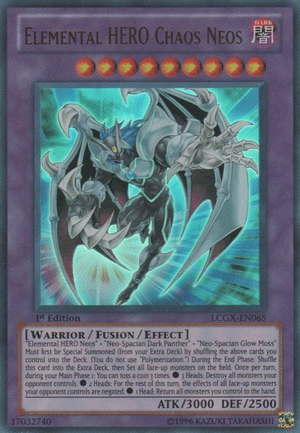 ELEMENTAL HERO CHAOS NEOS
DARK
闇
1st Edition
LCGX-EN065
[WARRIOR / FUSION / EFFECT]
"Elemental HERO Neos" + "Neo-Spacian Dark Panther" + "Neo-Spacian Glow Moss"
Must first be Special Summoned (from your Extra Deck) by shuffling the above cards
you control into the Deck. (You do not use "Polymerization".) During the End Phase: Shuffle
this card into the Extra Deck, then Set all face-up monsters on the field. Once per turn,
during your Main Phase 1: You can toss a coin 3 times. ● 3 Heads: Destroy all monsters your
opponent controls. ● 2 Heads: For the rest of this turn, the effects of all face-up monsters
your opponent controls are negated. ● 1 Head: Return all monsters you control to the hand.
ATK/3000 DEF/2500
17032740
©1996 KAZUKI TAKAHASHI